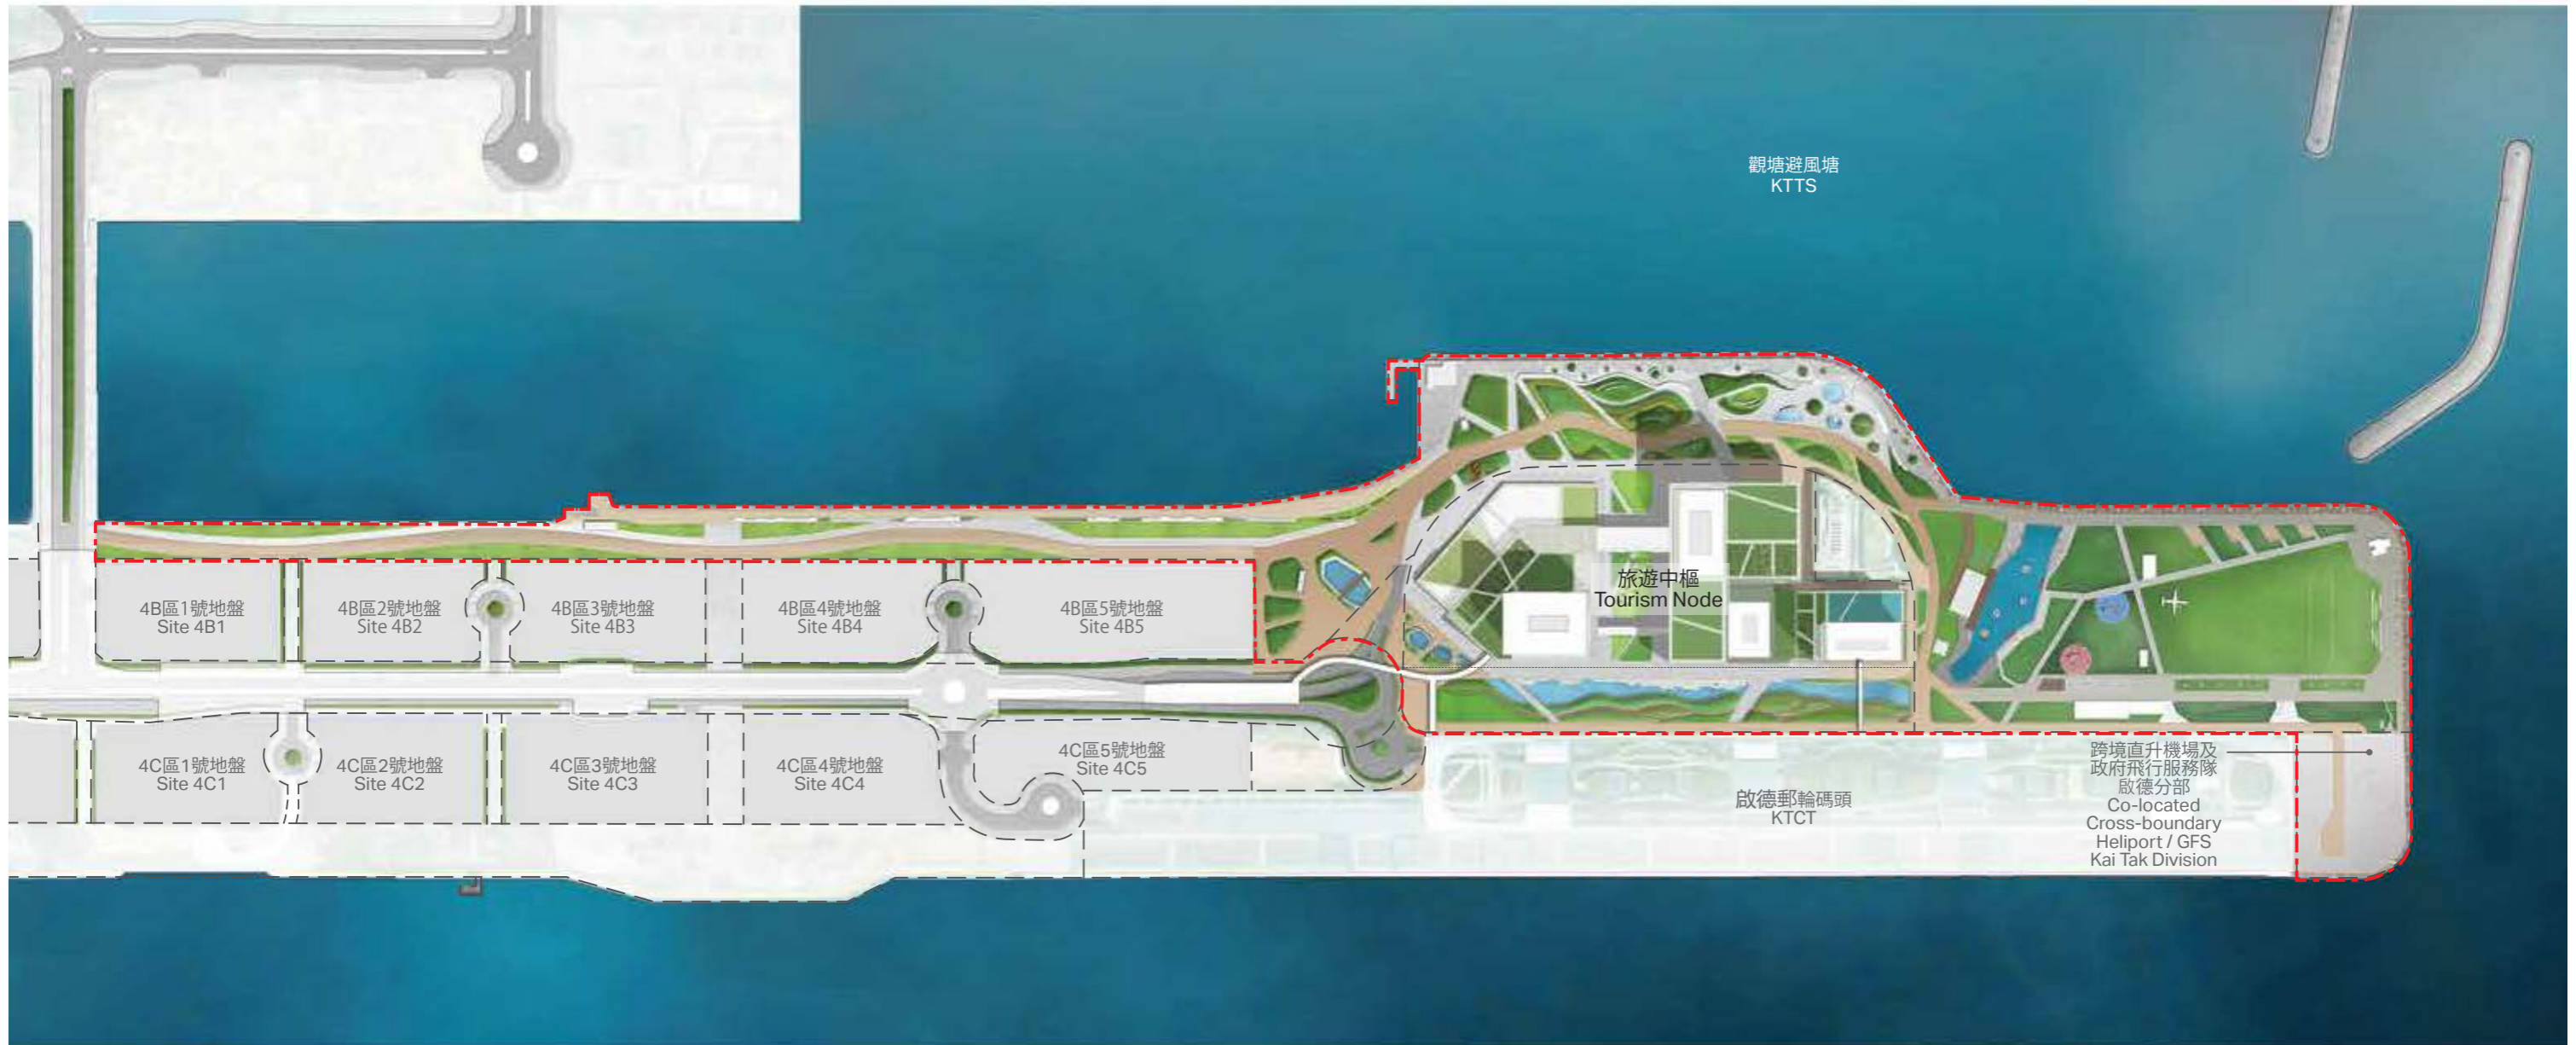 觀塘避風塘
KTTS
旅遊中樞
Tourism Node
4B區1號地盤
Site 4B1
4B區2號地盤
Site 4B2
4B區3號地盤
Site 4B3
4B區4號地盤
Site 4B4
4B區5號地盤
Site 4B5
4C區1號地盤
Site 4C1
4C區2號地盤
Site 4C2
4C區3號地盤
Site 4C3
4C區4號地盤
Site 4C4
4C區5號地盤
Site 4C5
啟德郵輪碼頭
KTCT
跨境直升機場及
政府飛行服務隊
啟德分部
Co-located
Cross-boundary
Heliport / GFS
Kai Tak Division